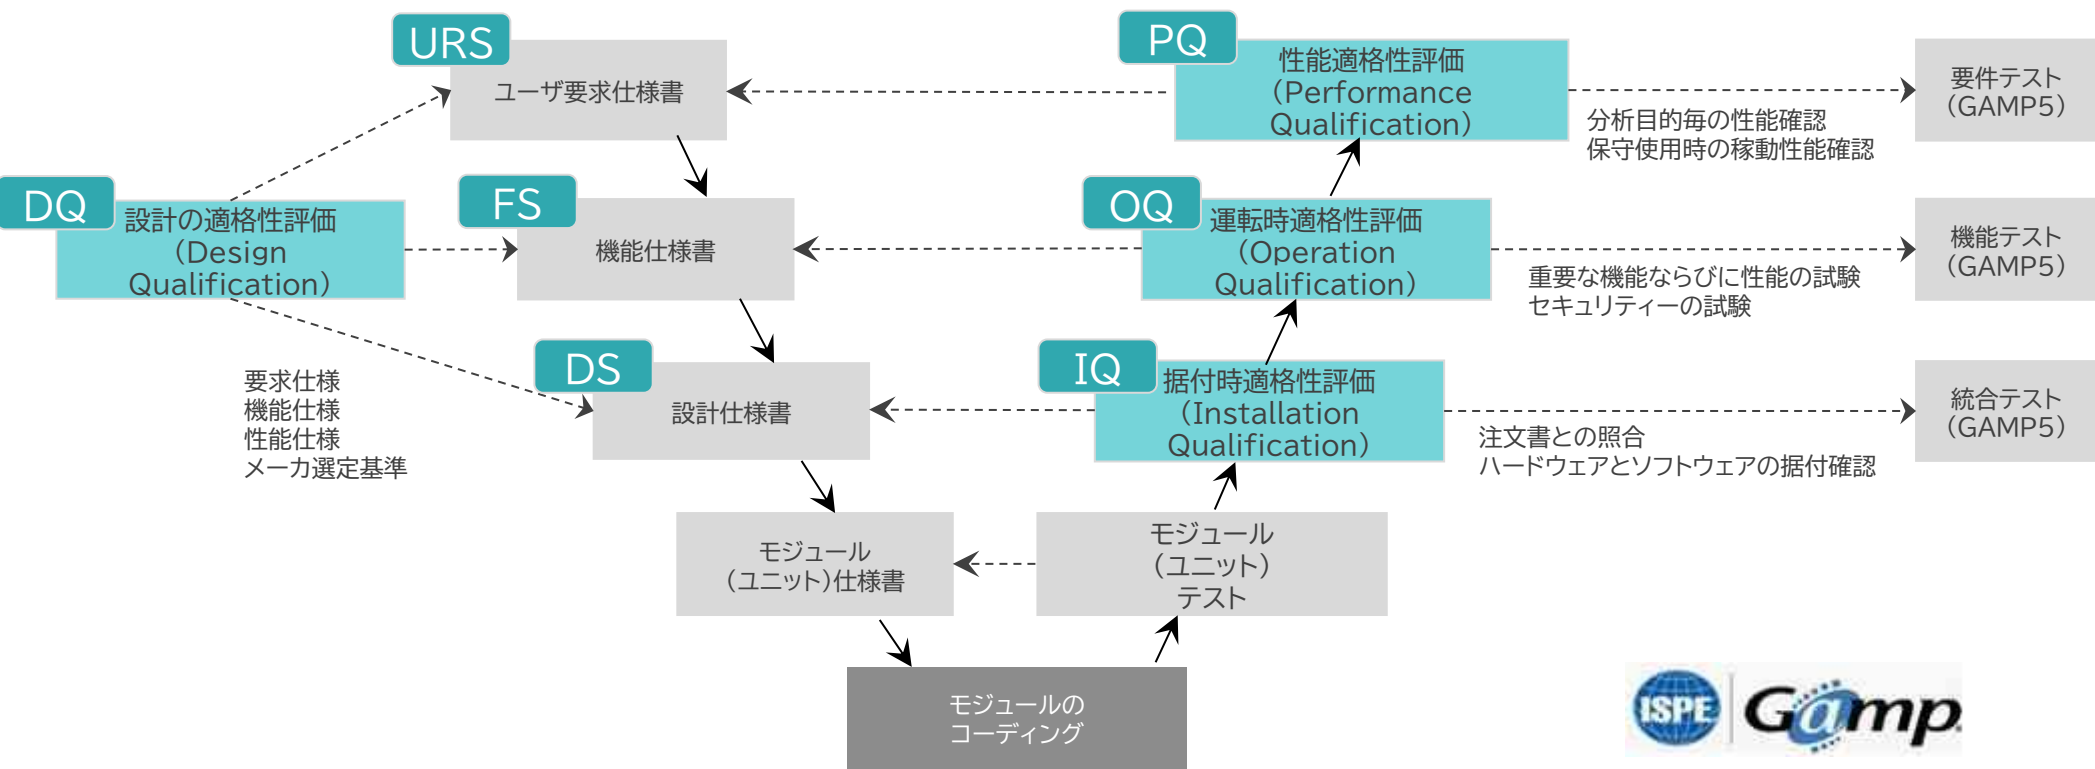 URS
ユーザ要求仕様書
PQ
性能適格性評価
(Performance
Qualification)
要件テスト
(GAMP5)
分析目的毎の性能確認
保守使用時の稼動性能確認
DQ
設計の適格性評価
(Design
Qualification)
FS
機能仕様書
OQ
運転時適格性評価
(Operation
Qualification)
機能テスト
(GAMP5)
重要な機能ならびに性能の試験
セキュリティーの試験
要求仕様
機能仕様
性能仕様
メーカ選定基準
DS
設計仕様書
IQ
据付時適格性評価
(Installation
Qualification)
統合テスト
(GAMP5)
注文書との照合
ハードウェアとソフトウェアの据付確認
モジュール
(ユニット)仕様書
モジュール
(ユニット)
テスト
モジュールの
コーディング
ISPE
Gamp